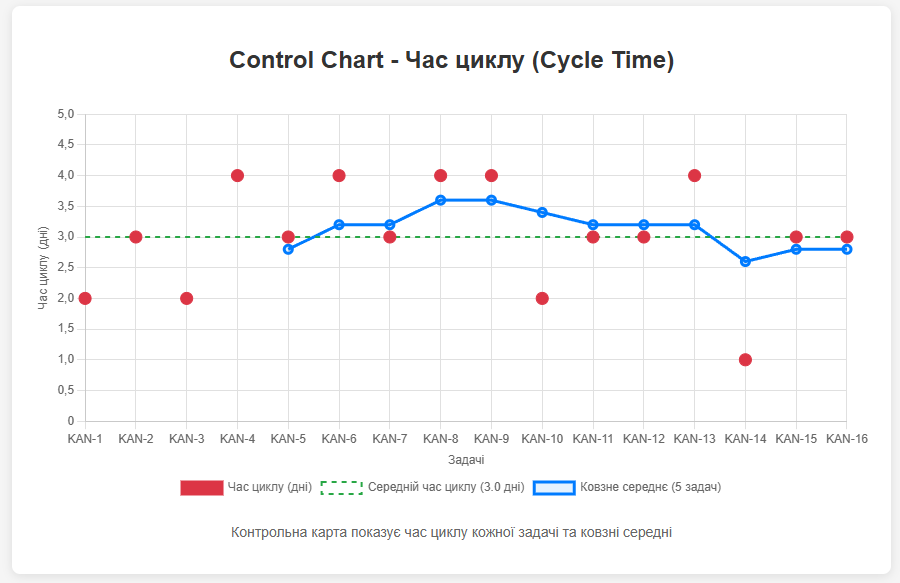 Control Chart - Час циклу (Cycle Time)
5,0
4,5
4,0
3,5
3,0
2,5
2,0
1,5
1,0
0,5
0
Час циклу (дні)
KAN-1 KAN-2 KAN-3 KAN-4 KAN-5 KAN-6 KAN-7 KAN-8 KAN-9 KAN-10 KAN-11 KAN-12 KAN-13 KAN-14 KAN-15 KAN-16
Задачі
Час циклу (дні) Середній час циклу (3.0 дні) Ковзне середнє (5 задач)
Контрольна карта показує час циклу кожної задачі та ковзні середні